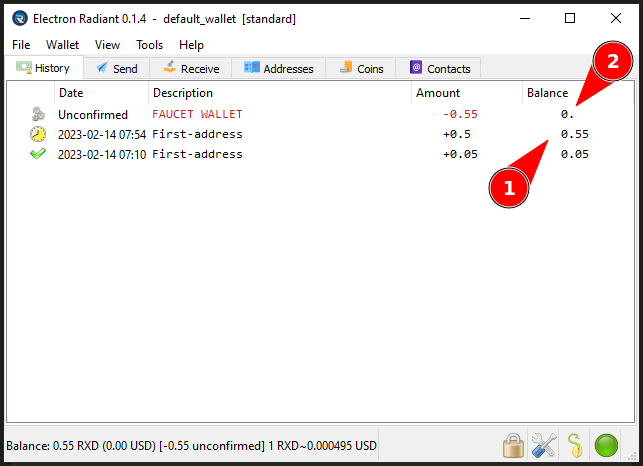 Electron Radiant 0.1.4 - default_wallet [standard]
File Wallet View Tools Help
History Send Receive Addresses Coins Contacts
Date Description Amount Balance
Unconfirmed FAUCET WALLET -0.55 0.
2023-02-14 07:54 First-address +0.5 0.55
2023-02-14 07:10 First-address +0.05 0.05
2
1
Balance: 0.55 RXD (0.00 USD) [-0.55 unconfirmed] 1 RXD~0.000495 USD